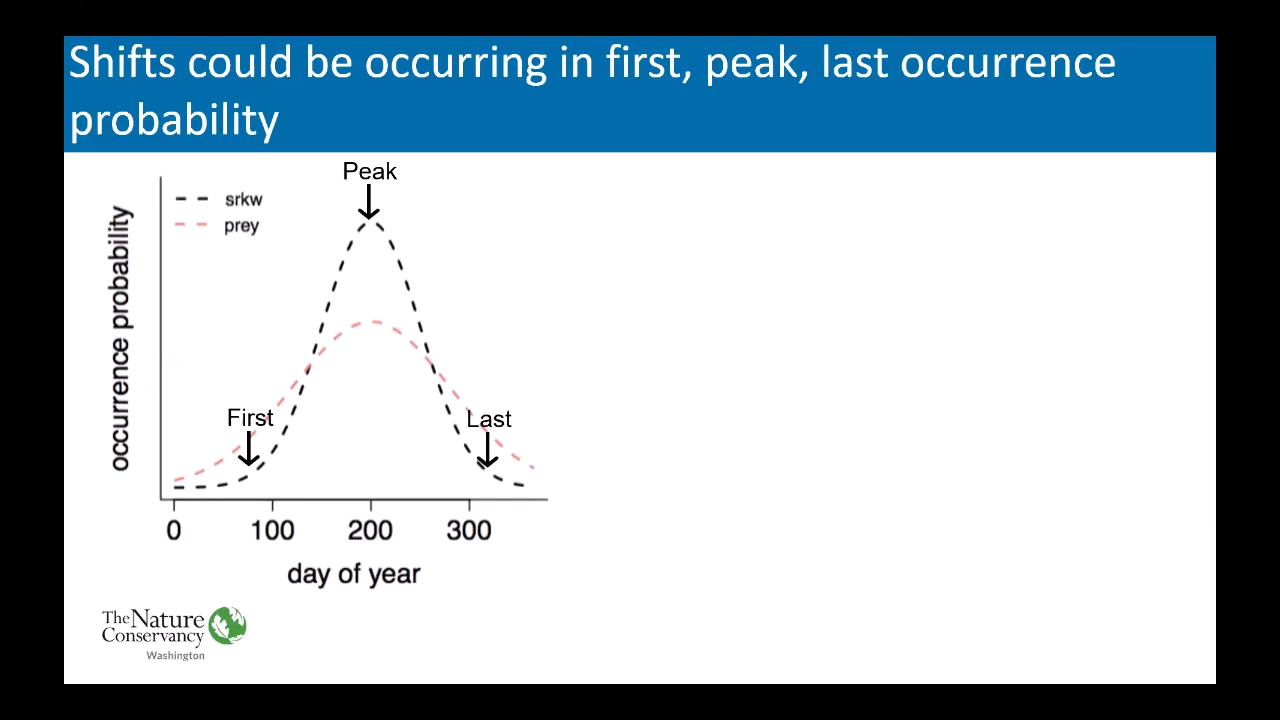 Shifts could be occurring in first, peak, last occurrence
probability
Peak
srkw
prey
occurrence probability
First
Last
0 100 200 300
day of year
The Nature
Conservancy
Washington